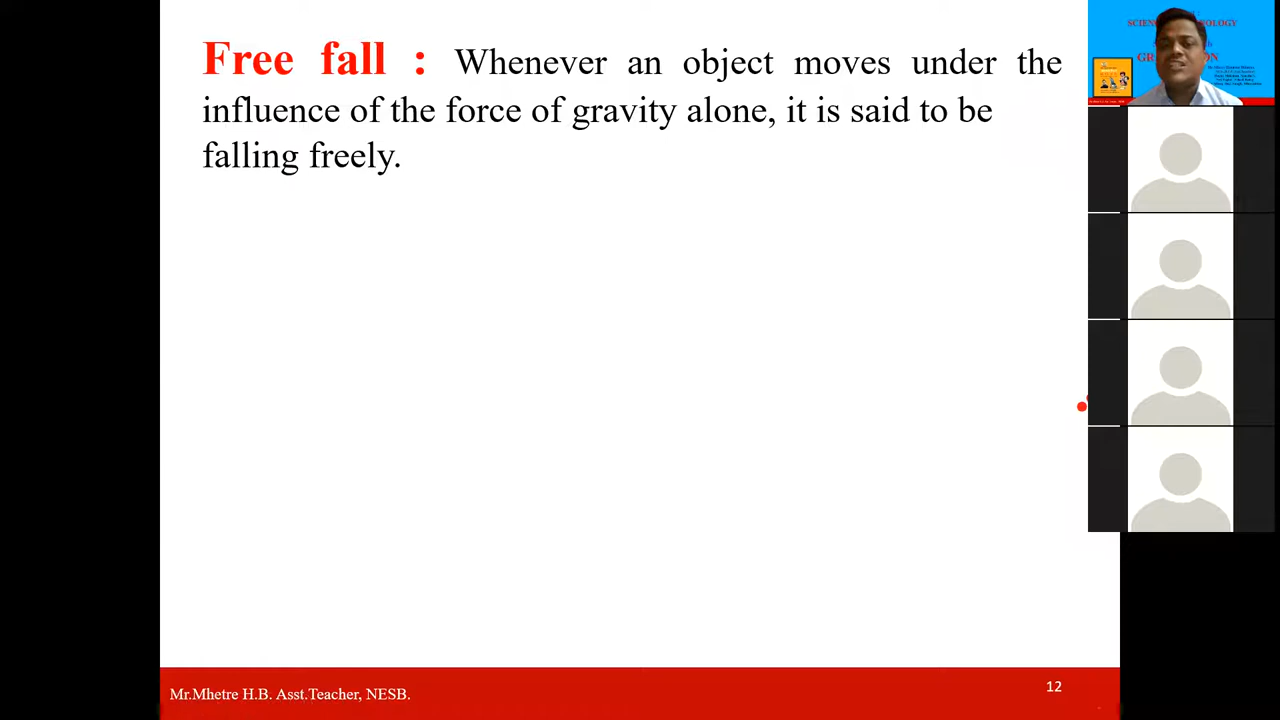 Free fall : Whenever an object moves under the
influence of the force of gravity alone, it is said to be
falling freely.
Mr.Mhetre H.B. Asst.Teacher, NESB.
12